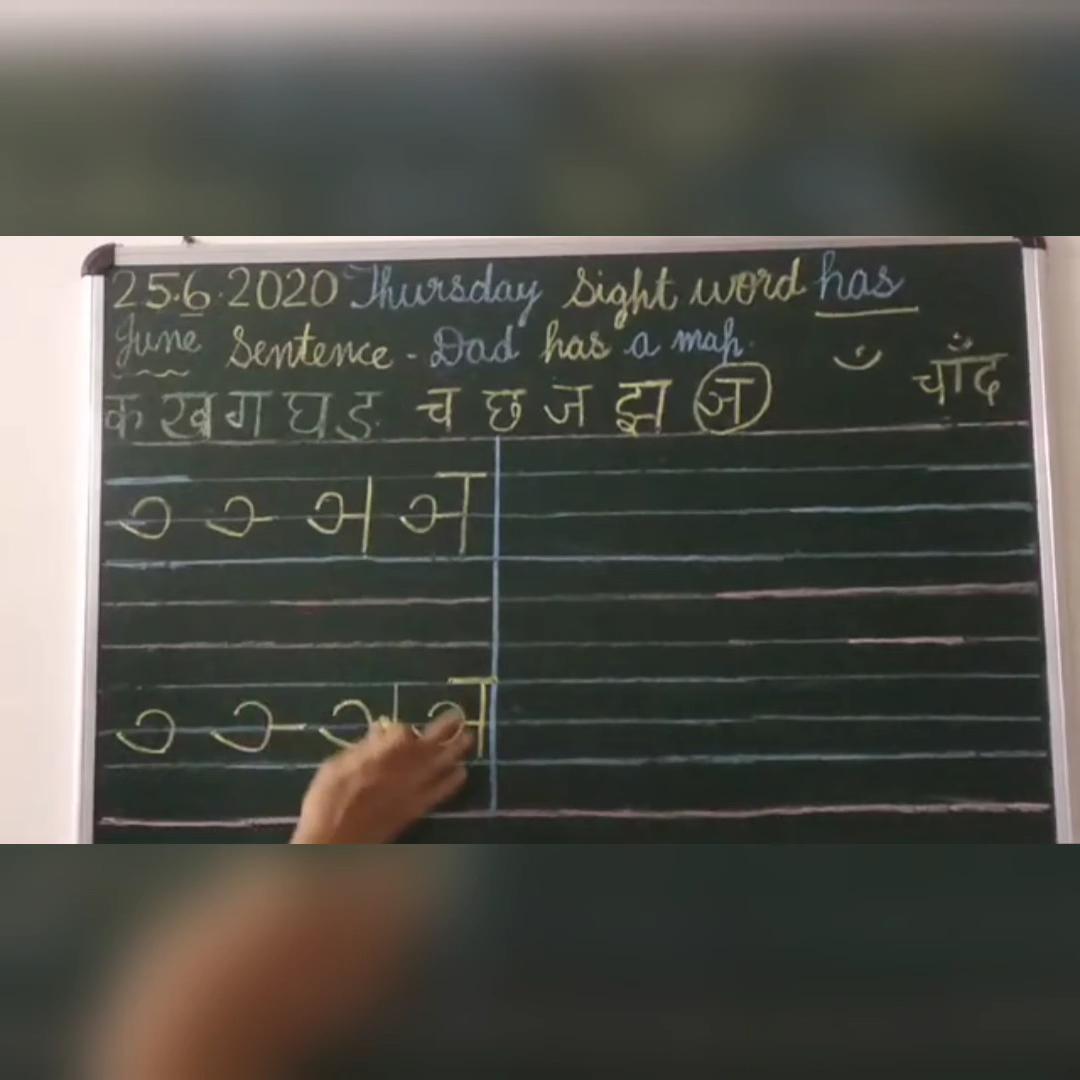 25.6.2020 Thursday Sight word has
June Sentence - Dad has a map.
क ख ग घ ङ च छ ज झ ञ चाँद